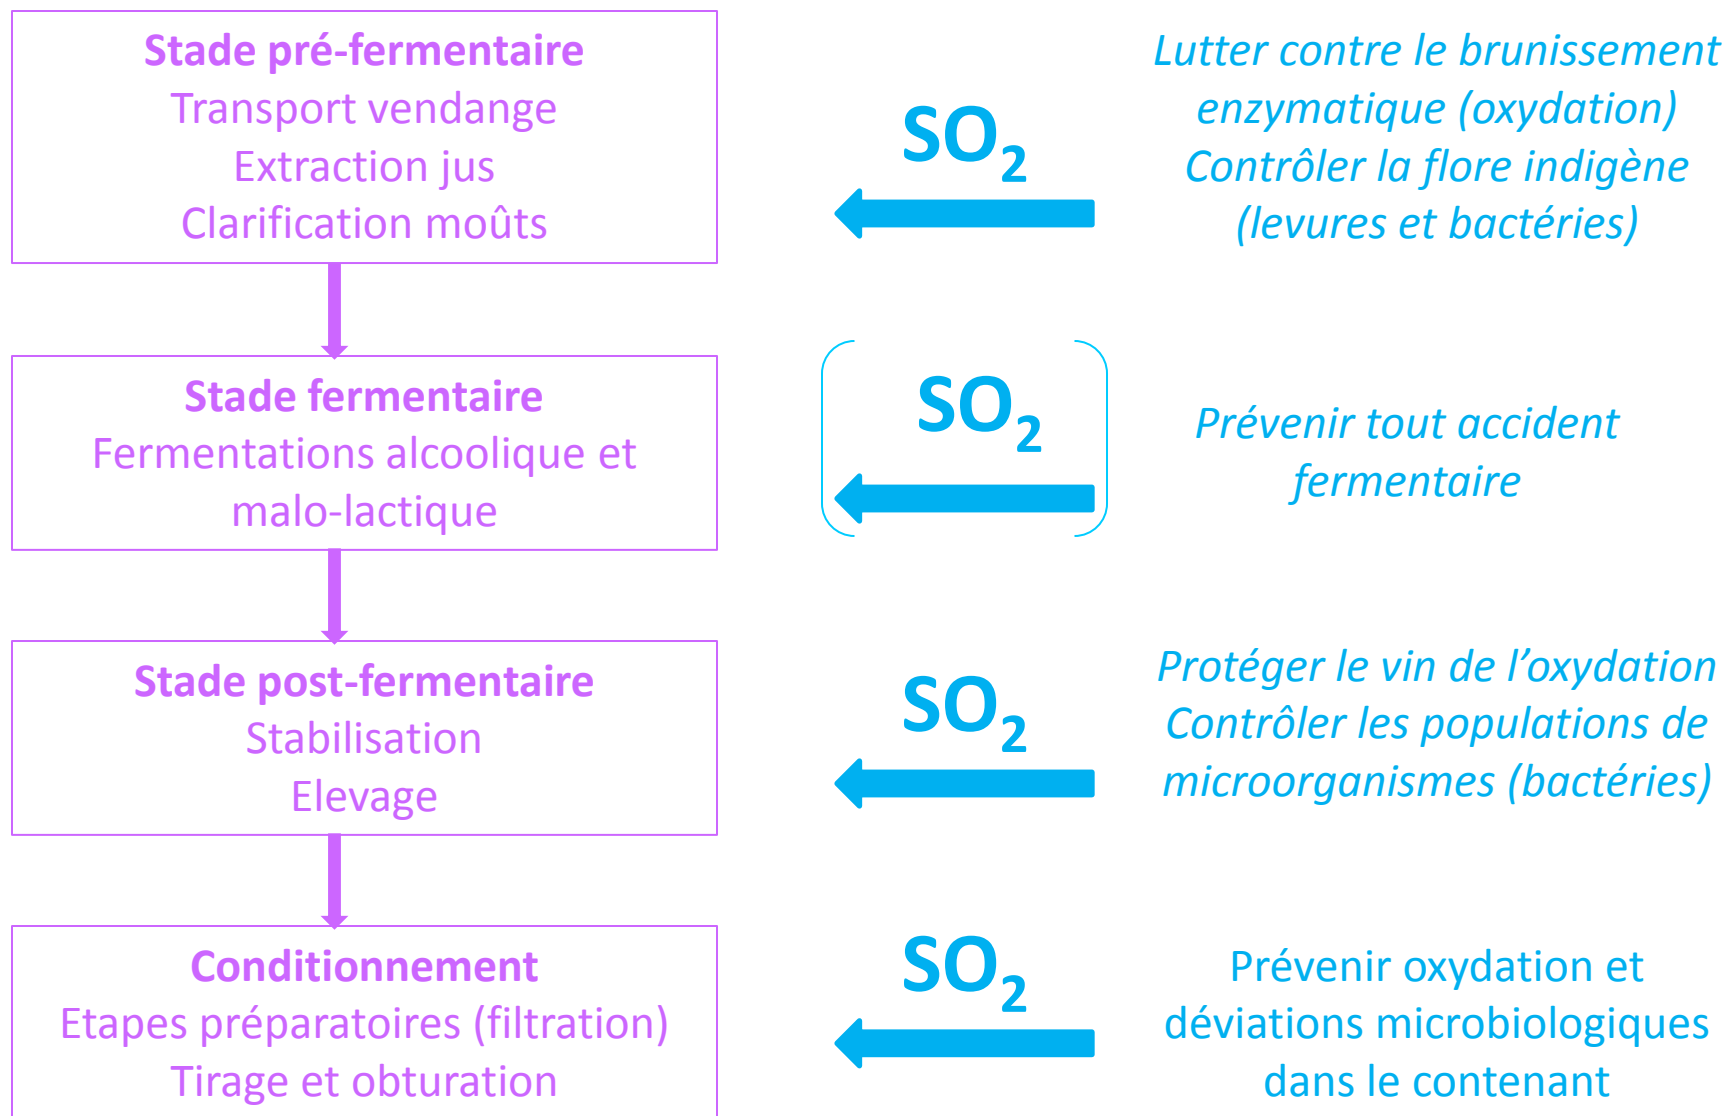 Stade pré-fermentaire
Transport vendange
Extraction jus
Clarification moûts
SO₂
Lutter contre le brunissement
enzymatique (oxydation)
Contrôler la flore indigène
(levures et bactéries)
Stade fermentaire
Fermentations alcoolique et
malo-lactique
SO₂
Prévenir tout accident
fermentaire
Stade post-fermentaire
Stabilisation
Elevage
SO₂
Protéger le vin de l’oxydation
Contrôler les populations de
microorganismes (bactéries)
Conditionnement
Etapes préparatoires (filtration)
Tirage et obturation
SO₂
Prévenir oxydation et
déviations microbiologiques
dans le contenant